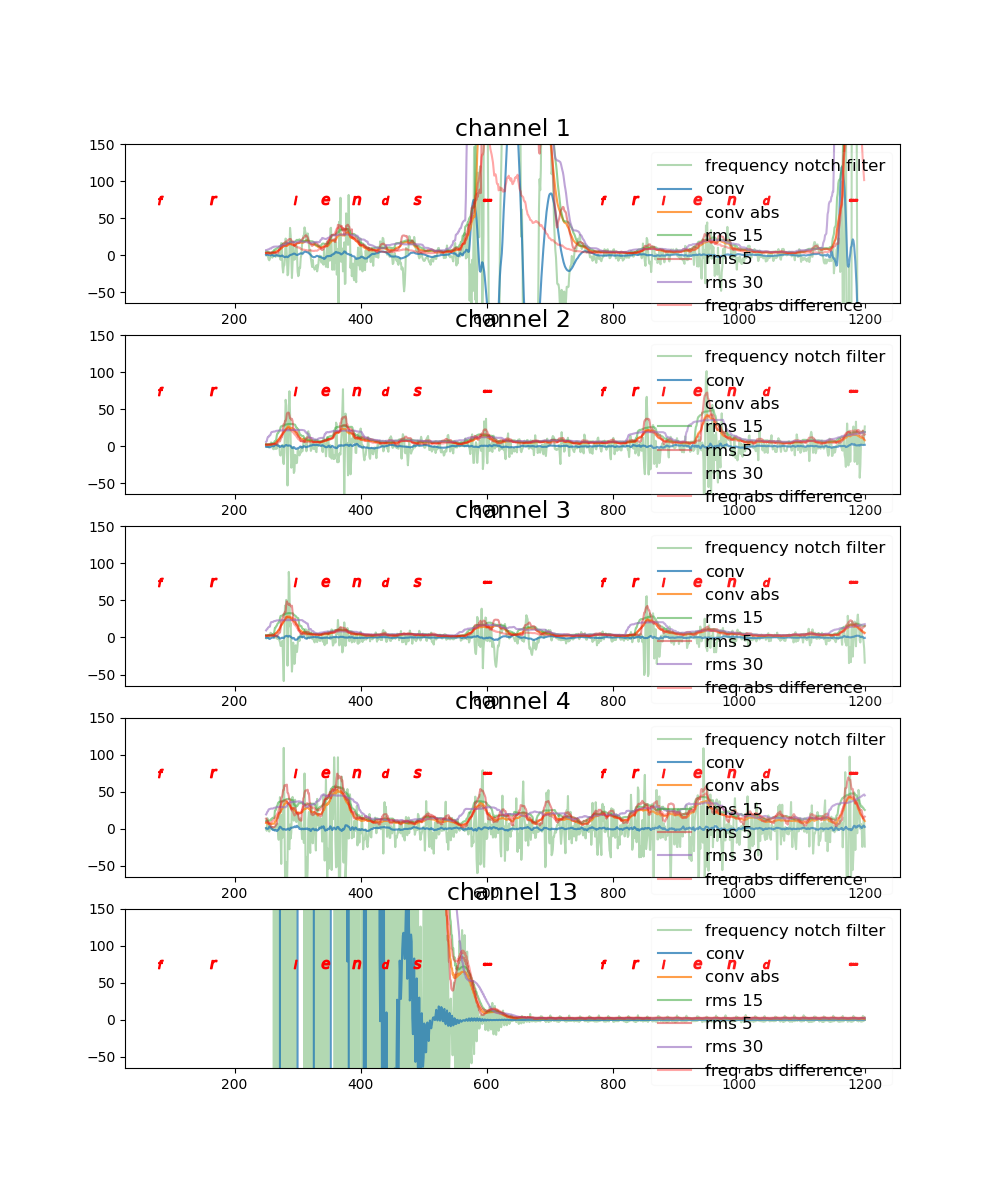 channel 1
150
100
50
0
−50
f r i e n d s – f r i e n d –
frequency notch filter
conv
conv abs
rms 15
rms 5
rms 30
freq abs difference
200 400 600 800 1000 1200
channel 2
150
100
50
0
−50
f r i e n d s – f r i e n d –
frequency notch filter
conv
conv abs
rms 15
rms 5
rms 30
freq abs difference
200 400 600 800 1000 1200
channel 3
150
100
50
0
−50
f r i e n d s – f r i e n d –
frequency notch filter
conv
conv abs
rms 15
rms 5
rms 30
freq abs difference
200 400 600 800 1000 1200
channel 4
150
100
50
0
−50
f r i e n d s – f r i e n d –
frequency notch filter
conv
conv abs
rms 15
rms 5
rms 30
freq abs difference
200 400 600 800 1000 1200
channel 13
150
100
50
0
−50
f r i e n d s – f r i e n d –
frequency notch filter
conv
conv abs
rms 15
rms 5
rms 30
freq abs difference
200 400 600 800 1000 1200